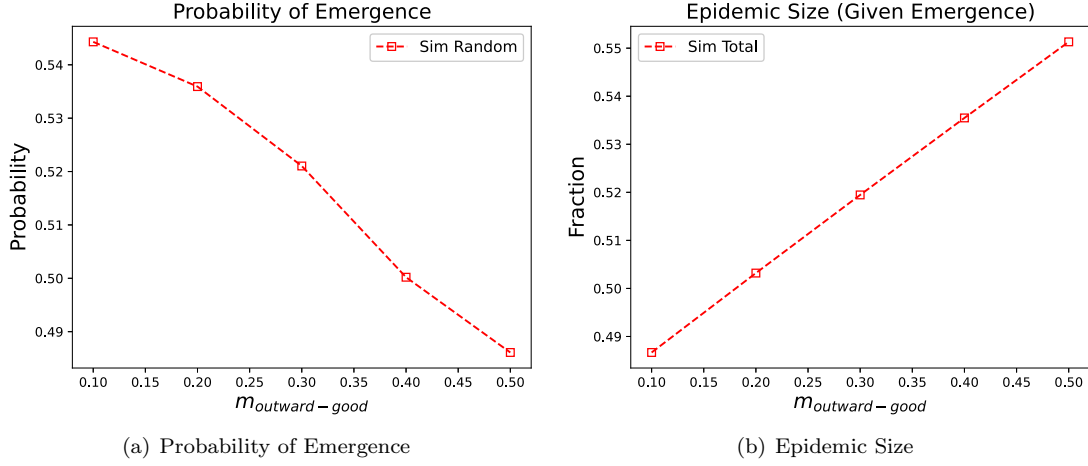 Probability of Emergence
Sim Random
Probability
0.54
0.53
0.52
0.51
0.50
0.49
0.10 0.15 0.20 0.25 0.30 0.35 0.40 0.45 0.50
m_{outward-good}
(a) Probability of Emergence
Epidemic Size (Given Emergence)
Sim Total
Fraction
0.55
0.54
0.53
0.52
0.51
0.50
0.49
0.10 0.15 0.20 0.25 0.30 0.35 0.40 0.45 0.50
m_{outward-good}
(b) Epidemic Size